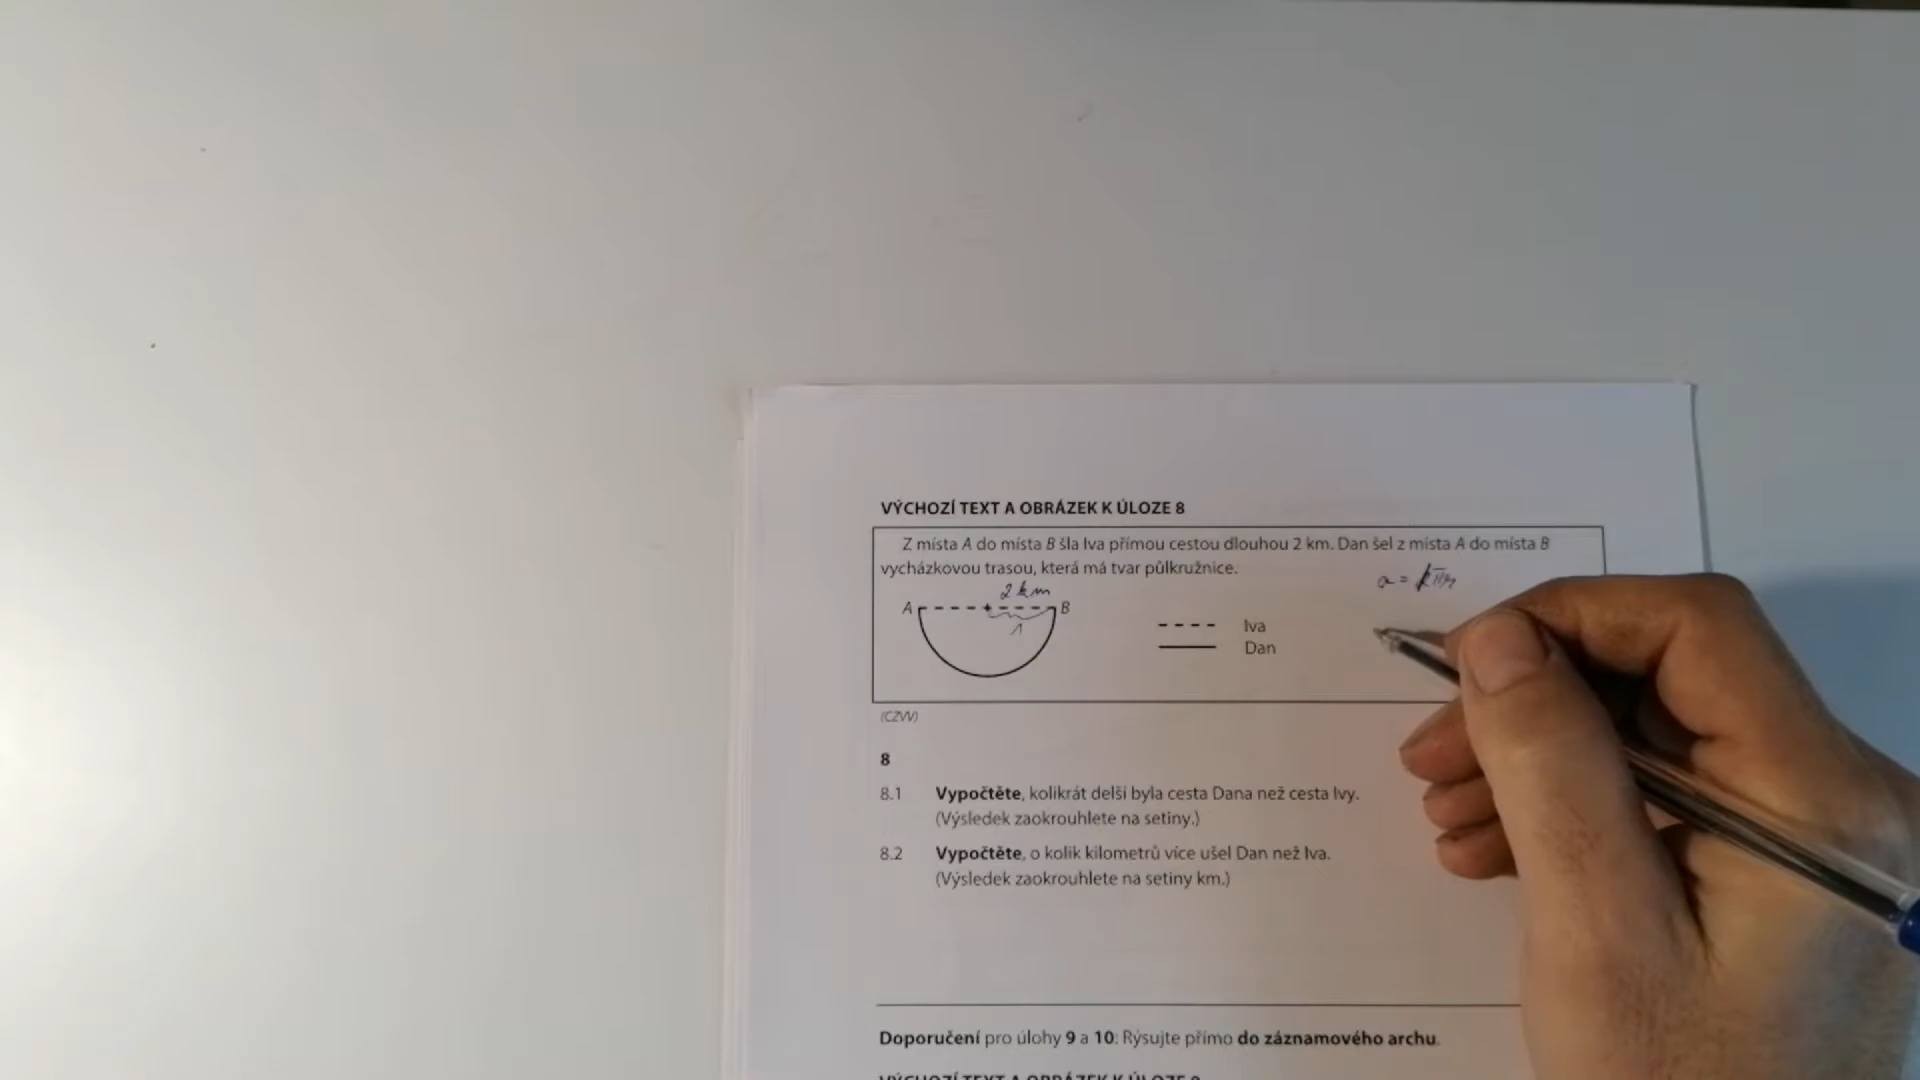 VÝCHOZÍ TEXT A OBRÁZEK K ÚLOZE 8
Z místa A do místa B šla Iva přímou cestou dlouhou 2 km. Dan šel z místa A do místa B
vycházkovou trasou, která má tvar půlkružnice.
2 km
A
B
1
Iva
Dan
(CZVV)
8
8.1 Vypočtěte, kolikrát delší byla cesta Dana než cesta Ivy.
(Výsledek zaokrouhlete na setiny.)
8.2 Vypočtěte, o kolik kilometrů více ušel Dan než Iva.
(Výsledek zaokrouhlete na setiny km.)
Doporučení pro úlohy 9 a 10: Rýsujte přímo do záznamového archu.